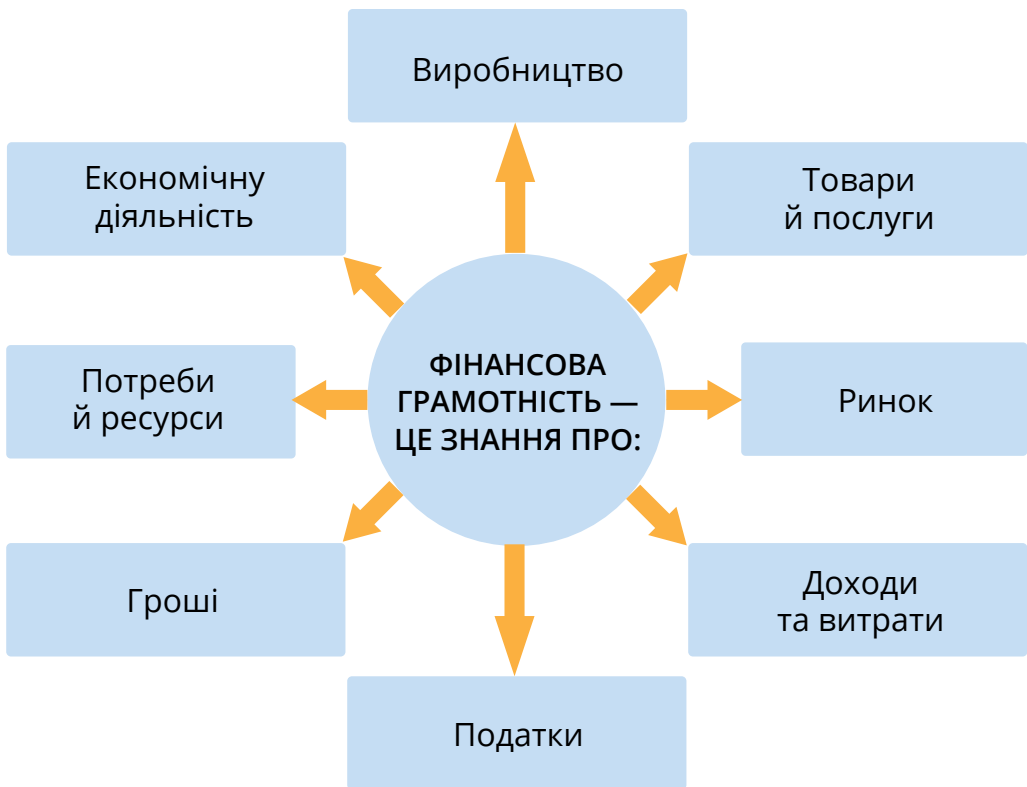 Виробництво
Економічну
діяльність
Товари
й послуги
ФІНАНСОВА
ГРАМОТНІСТЬ —
ЦЕ ЗНАННЯ ПРО:
Потреби
й ресурси
Ринок
Гроші
Доходи
та витрати
Податки